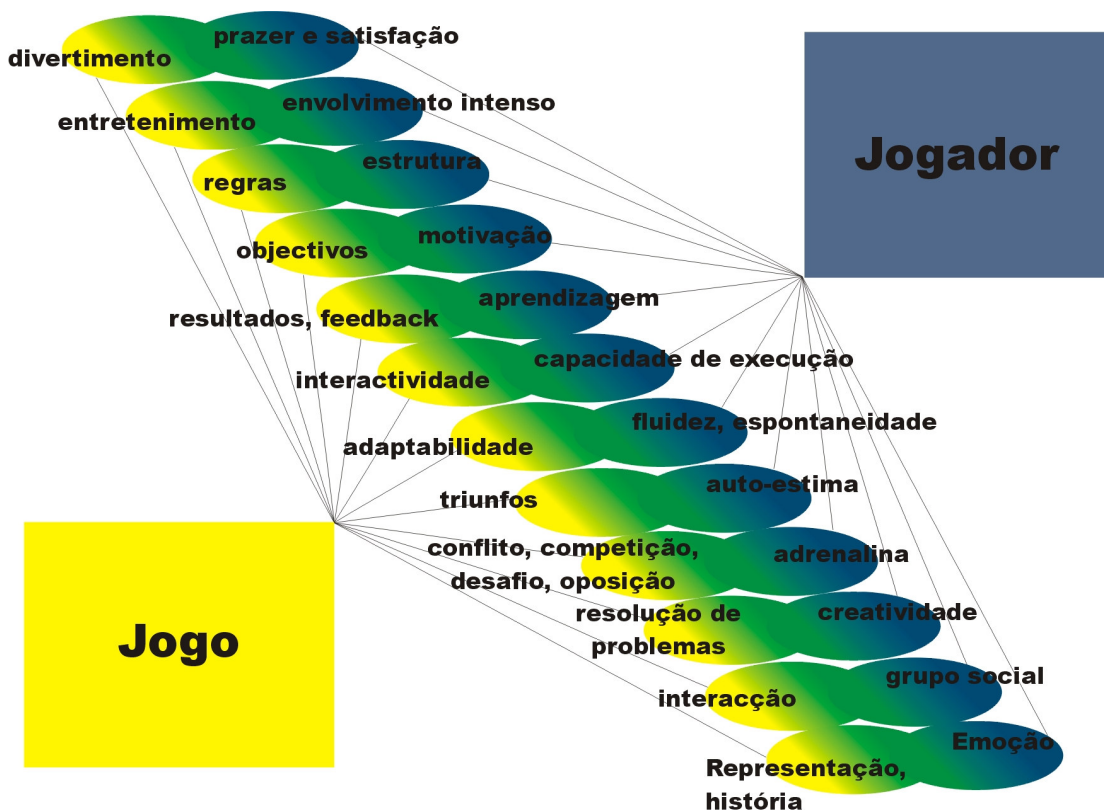 prazer e satisfação
divertimento
envolvimento intenso
entretenimento
Jogador
estrutura
regras
motivação
objectivos
aprendizagem
resultados, feedback
capacidade de execução
interactividade
fluidez, espontaneidade
adaptabilidade
auto-estima
triunfos
conflito, competição,
desafio, oposição
adrenalina
Jogo
resolução de
problemas
creatividade
grupo social
interacção
Emoção
Representação,
história